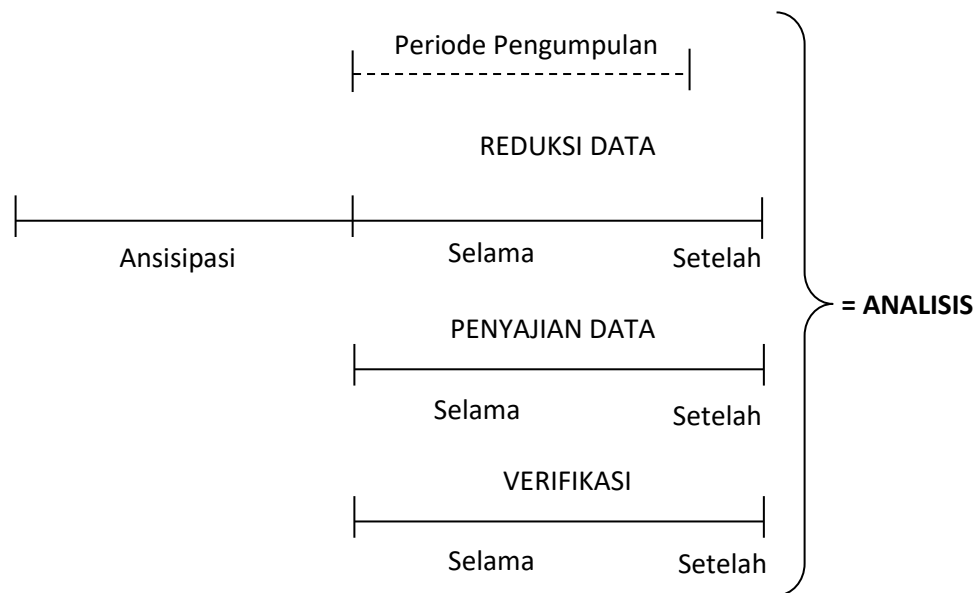 Periode Pengumpulan
REDUKSI DATA
Ansisipasi
Selama
Setelah
= ANALISIS
PENYAJIAN DATA
Selama
Setelah
VERIFIKASI
Selama
Setelah